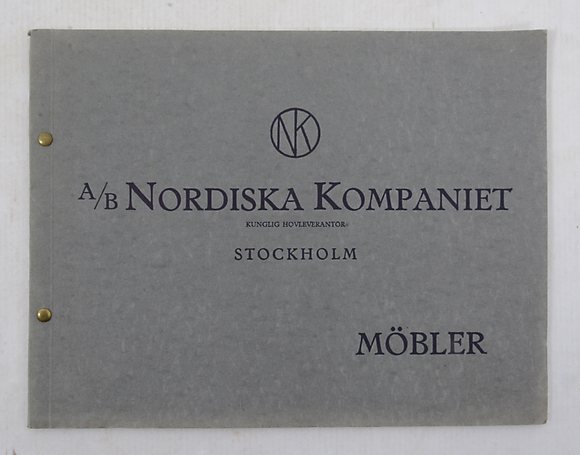 NK
A/B NORDISKA KOMPANIET
KUNGLIG HOVLEVERANTÖR
STOCKHOLM
MÖBLER